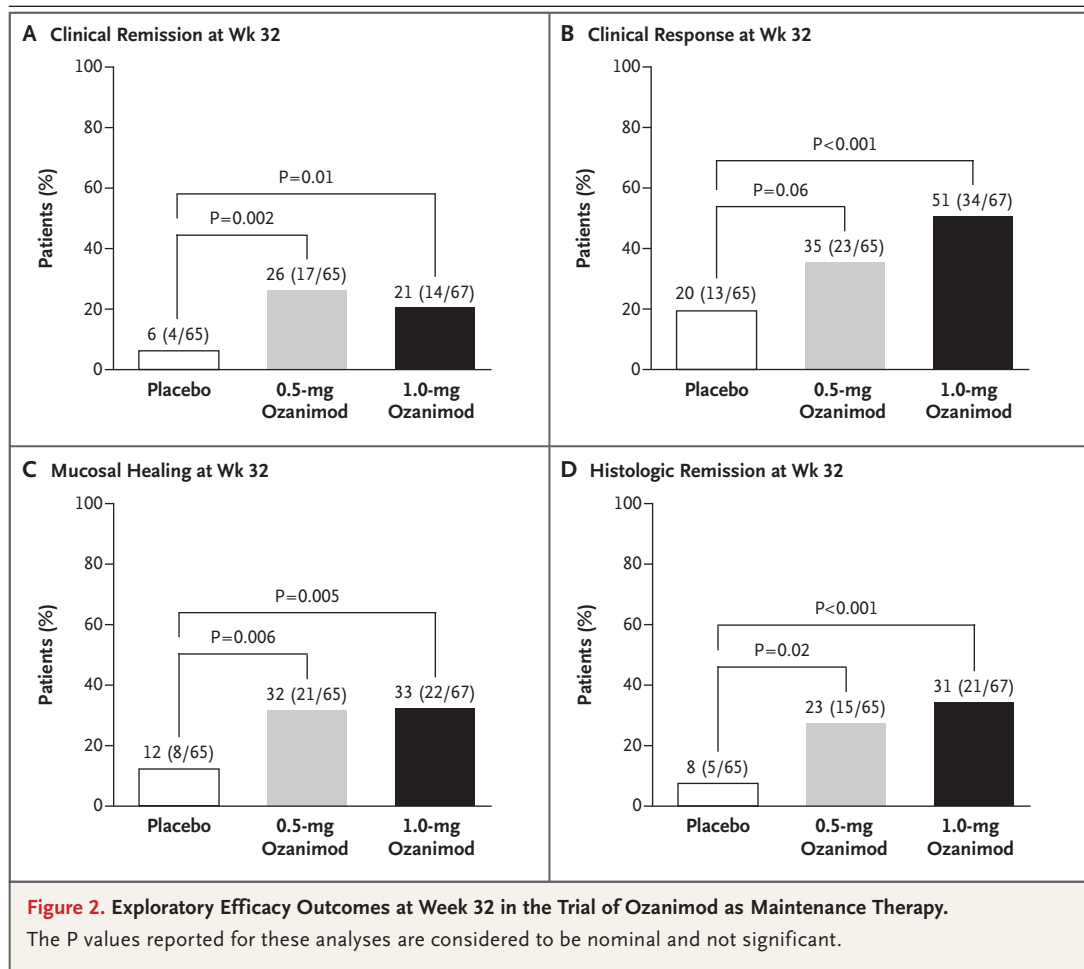 A Clinical Remission at Wk 32
100
80
60
40
20
0
Patients (%)
P=0.01
P=0.002
6 (4/65)
26 (17/65)
21 (14/67)
Placebo
0.5-mg
Ozanimod
1.0-mg
Ozanimod
B Clinical Response at Wk 32
100
80
60
40
20
0
Patients (%)
P<0.001
P=0.06
20 (13/65)
35 (23/65)
51 (34/67)
Placebo
0.5-mg
Ozanimod
1.0-mg
Ozanimod
C Mucosal Healing at Wk 32
100
80
60
40
20
0
Patients (%)
P=0.005
P=0.006
12 (8/65)
32 (21/65)
33 (22/67)
Placebo
0.5-mg
Ozanimod
1.0-mg
Ozanimod
D Histologic Remission at Wk 32
100
80
60
40
20
0
Patients (%)
P<0.001
P=0.02
8 (5/65)
23 (15/65)
31 (21/67)
Placebo
0.5-mg
Ozanimod
1.0-mg
Ozanimod
Figure 2. Exploratory Efficacy Outcomes at Week 32 in the Trial of Ozanimod as Maintenance Therapy.
The P values reported for these analyses are considered to be nominal and not significant.